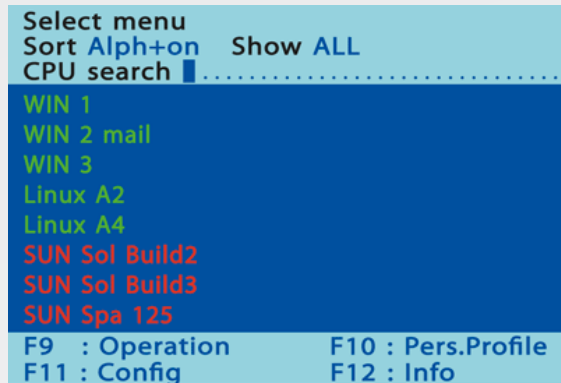 Select menu
Sort Alph+on Show ALL
CPU search ..............................
WIN 1
WIN 2 mail
WIN 3
Linux A2
Linux A4
SUN Sol Build2
SUN Sol Build3
SUN Spa 125
F9 : Operation F10 : Pers.Profile
F11 : Config F12 : Info